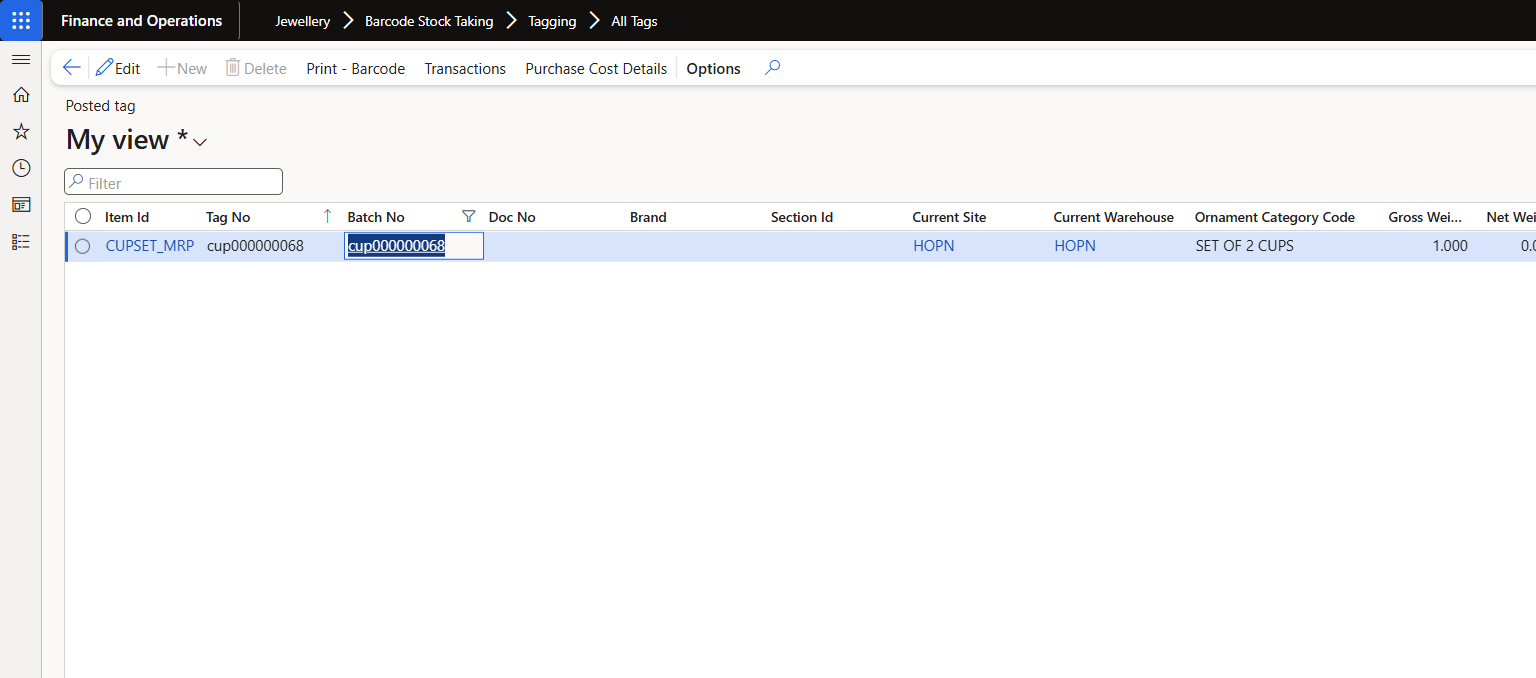 Finance and Operations Jewellery Barcode Stock Taking Tagging All Tags
Edit New Delete Print - Barcode Transactions Purchase Cost Details Options
Posted tag
My view *
Filter
Item Id Tag No Batch No Doc No Brand Section Id Current Site Current Warehouse Ornament Category Code Gross Wei... Net Wei
CUPSET_MRP cup000000068 cup000000068 HOPN HOPN SET OF 2 CUPS 1.000 0.0